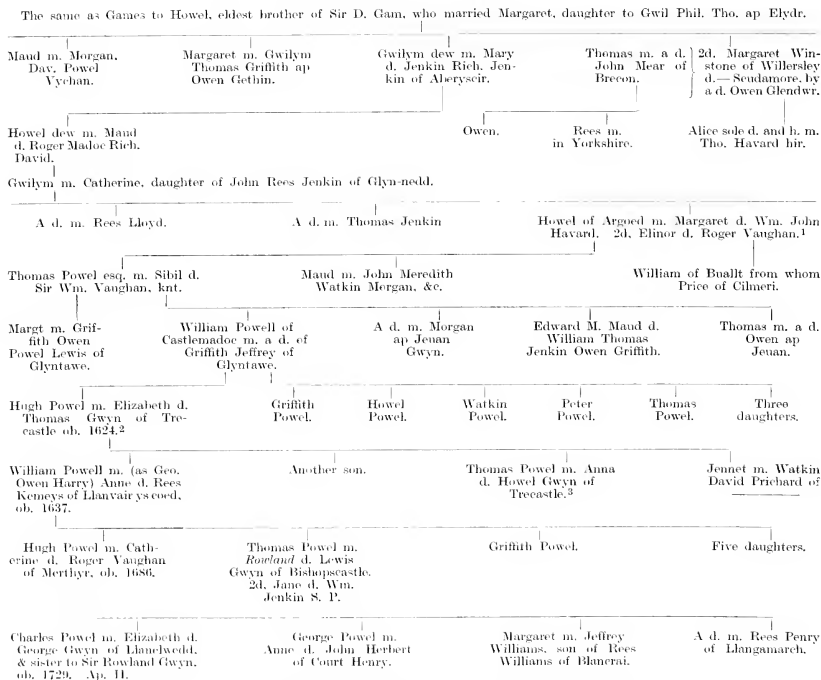 The same as Games to Howel, eldest brother of Sir D. Gam, who married Margaret, daughter to Gwil Phil. Tho. ap Elydr.
Maud m. Morgan,
Dav. Powel
Vychan.
Margaret m. Gwilym
Thomas Griffith ap
Owen Gethin.
Gwilym dew m. Mary
d. Jenkin Rich. Jen-
kin of Aberyscir.
Thomas m. a d.
John Mear of
Brecon.
2d, Margaret Win-
stone of Willersley
d.— Scudamore, by
a d. Owen Glendwr.
Howel dew m. Maud
d. Roger Madoc Rich.
David.
Owen.
Rees m.
in Yorkshire.
Alice sole d. and h. m.
Tho. Havard hir.
Gwilym m. Catherine, daughter of John Rees Jenkin of Glyn-nedd.
A d. m. Rees Lloyd.
A d. m. Thomas Jenkin
Howel of Argoed m. Margaret d. Wm. John
Havard. 2d, Elinor d. Roger Vaughan.1
Thomas Powel esq. m. Sibil d.
Sir Wm. Vaughan, knt.
Maud m. John Meredith
Watkin Morgan, &c.
William of Buallt from whom
Price of Cilmeri.
Margt m. Grif-
fith Owen
Powel Lewis of
Glyntawe.
William Powell of
Castlemadoc m. a d. of
Griffith Jeffrey of
Glyntawe.
A d. m. Morgan
ap Jeuan
Gwyn.
Edward M. Maud d.
William Thomas
Jenkin Owen Griffith.
Thomas m. a d.
Owen ap
Jeuan.
Hugh Powel m. Elizabeth d.
Thomas Gwyn of Tre-
castle ob. 1624.2
Griffith
Powel.
Howel
Powel.
Watkin
Powel.
Peter
Powel.
Thomas
Powel.
Three
daughters.
William Powell m. (as Geo.
Owen Harry) Anne d. Rees
Kemeys of Llanvair ys coed,
ob. 1637.
Another son.
Thomas Powel m. Anna
d. Howel Gwyn of
Trecastle.3
Jennet m. Watkin
David Prichard of
———
Hugh Powel m. Cath-
erine d. Roger Vaughan
of Merthyr, ob. 1686.
Thomas Powel m.
Rowland d. Lewis
Gwyn of Bishopscastle.
2d, Jane d. Wm.
Jenkin S. P.
Griffith Powel.
Five daughters.
Charles Powel m. Elizabeth d.
George Gwyn of Llanelwedd,
& sister to Sir Rowland Gwyn,
ob. 1729. Ap. 11.
George Powel m.
Anne d. John Herbert
of Court Henry.
Margaret m. Jeffrey
Williams, son of Rees
Williams of Blancrai.
A d. m. Rees Penry
of Llangamarch.